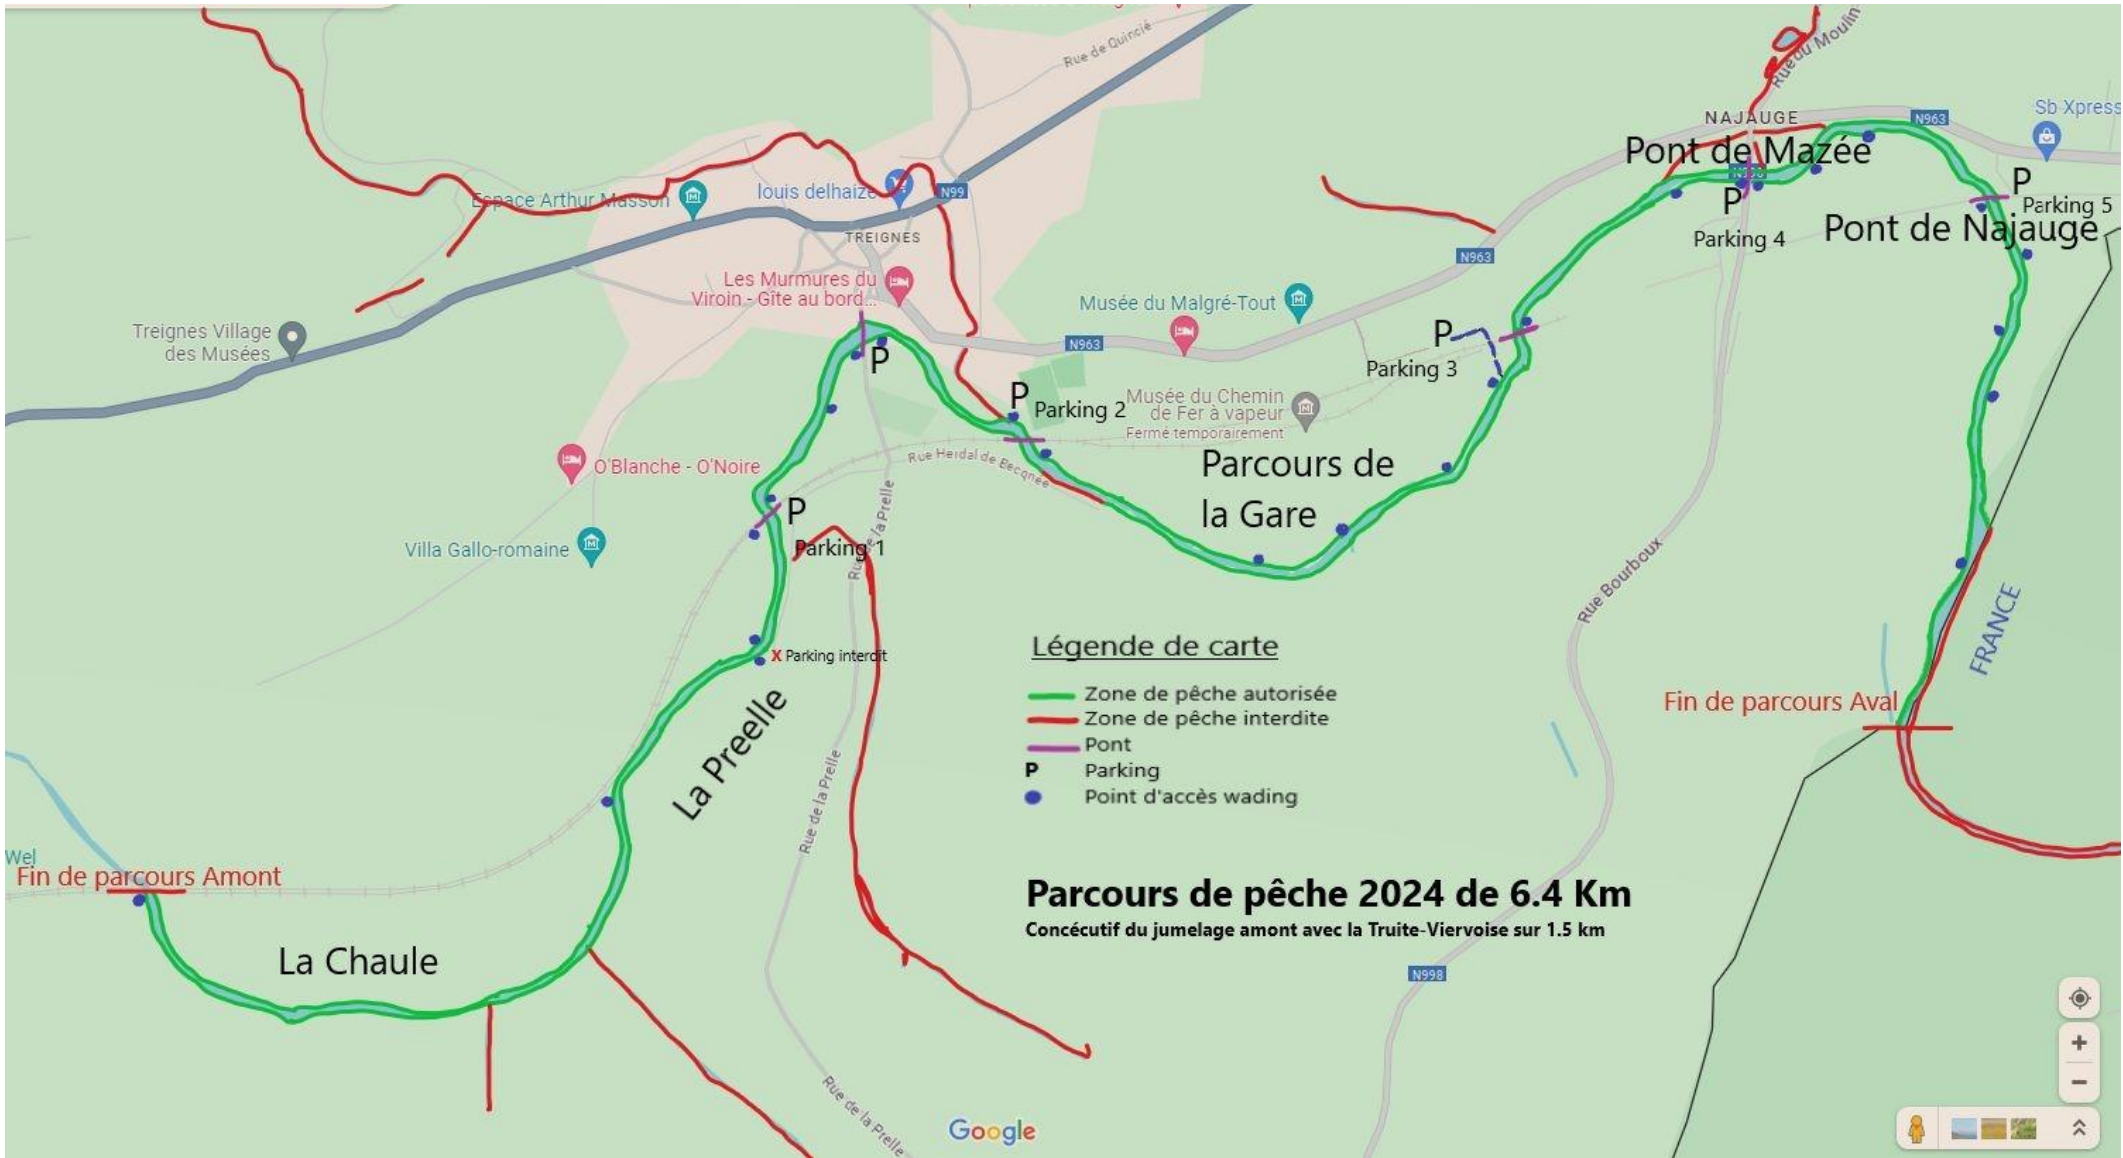 Rue de Quincié
Rue du Moulin
Sb Xpress
NAJAUGE
N963
Pont de Mazée
Espace Arthur Masson
louis delhaize
N99
P
P
Parking 5
Parking 4
Pont de Najauge
TREIGNES
N963
Les Murmures du
Viroin - Gîte au bord...
Musée du Malgré-Tout
Treignes Village
des Musées
N963
P
Parking 3
P
P
Parking 2
Musée du Chemin
de Fer à vapeur
Fermé temporairement
O'Blanche - O'Noire
Rue Herdal de Becqnée
Parcours de
la Gare
Rue de la Prelle
P
Parking 1
Villa Gallo-romaine
Rue Bourboux
FRANCE
X Parking interdit
Légende de carte
Zone de pêche autorisée
Zone de pêche interdite
Pont
P Parking
Point d'accès wading
Fin de parcours Aval
La Preelle
Rue de la Prelle
Wel
Fin de parcours Amont
Parcours de pêche 2024 de 6.4 Km
Concécutif du jumelage amont avec la Truite-Viervoise sur 1.5 km
La Chaule
N998
Rue de la Prelle
Google